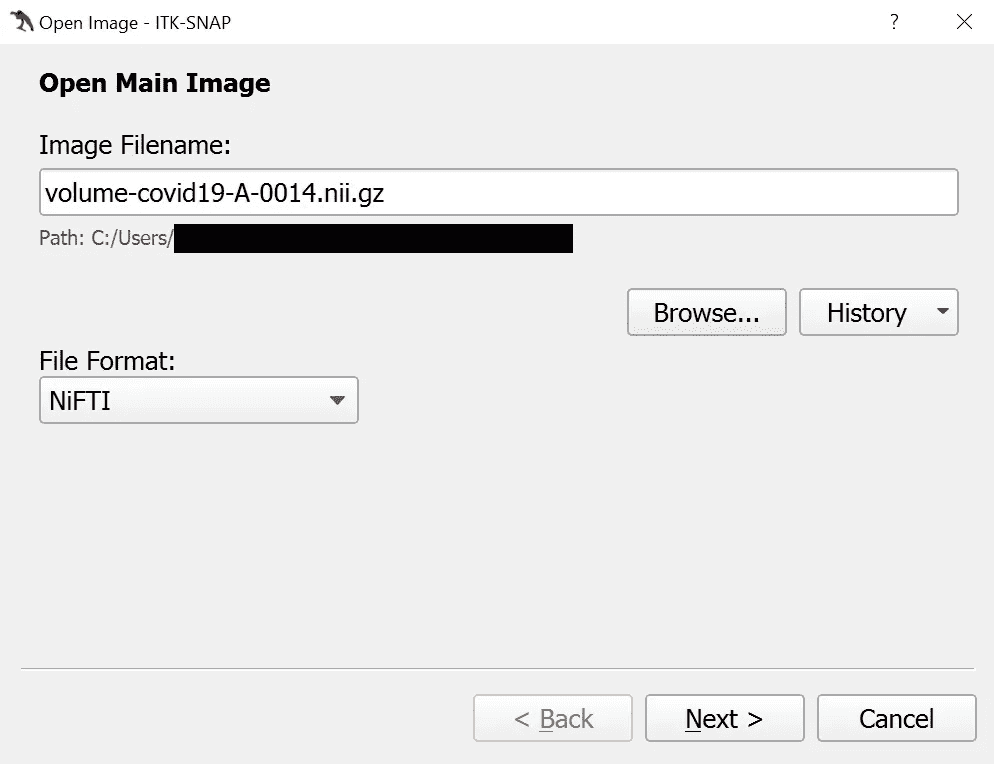 Open Image - ITK-SNAP ?
Open Main Image
Image Filename:
volume-covid19-A-0014.nii.gz
Path: C:/Users/
Browse... History
File Format:
NiFTI
< Back Next > Cancel